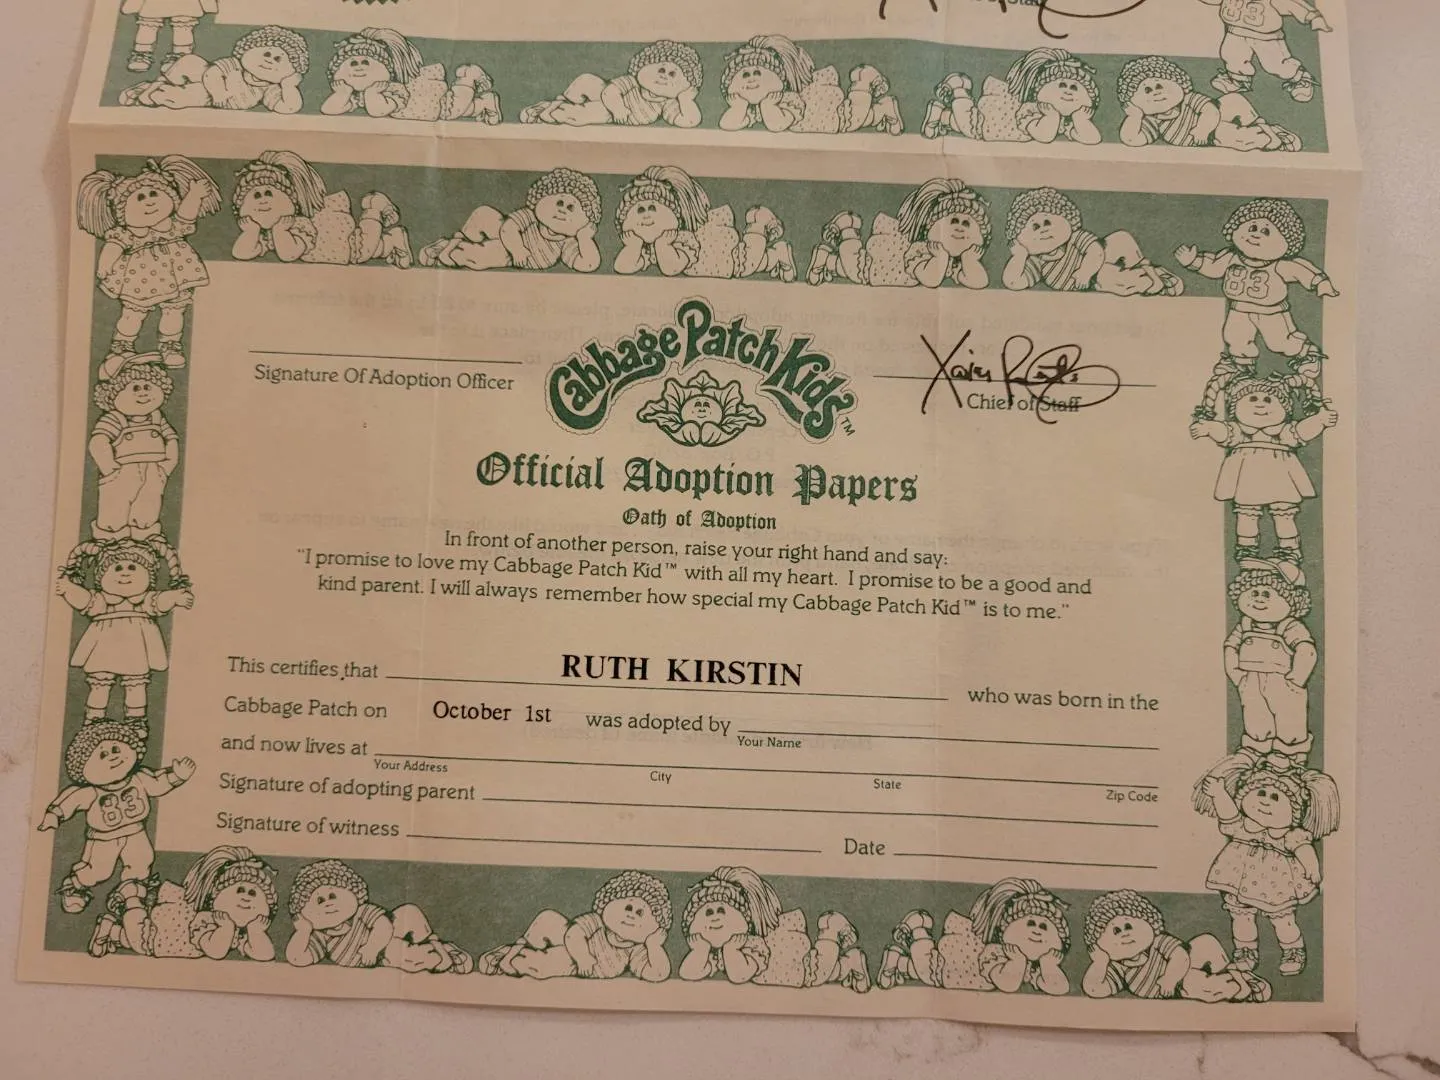 83
83
Signature Of Adoption Officer
Cabbage Patch Kids™
Xavier Roberts
Chief of Staff
Official Adoption Papers
Oath of Adoption
In front of another person, raise your right hand and say:
"I promise to love my Cabbage Patch Kid™ with all my heart. I promise to be a good and
kind parent. I will always remember how special my Cabbage Patch Kid™ is to me."
This certifies that RUTH KIRSTIN who was born in the
Cabbage Patch on October 1st was adopted by
Your Name
and now lives at
Your Address City State Zip Code
Signature of adopting parent
83
Signature of witness Date